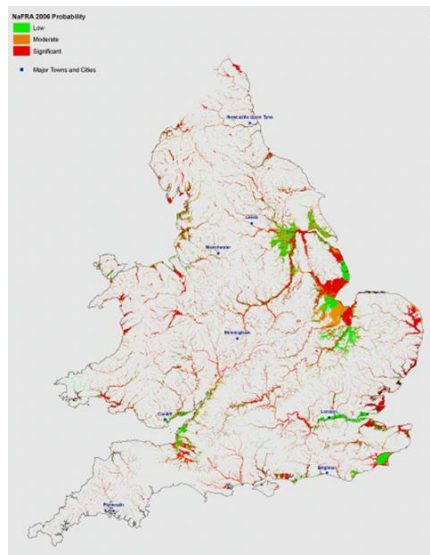 NaFRA 2006 Probability
Low
Moderate
Significant
Major Towns and Cities
Newcastle Upon Tyne
Leeds
Manchester
Birmingham
Cardiff
London
Brighton
Plymouth